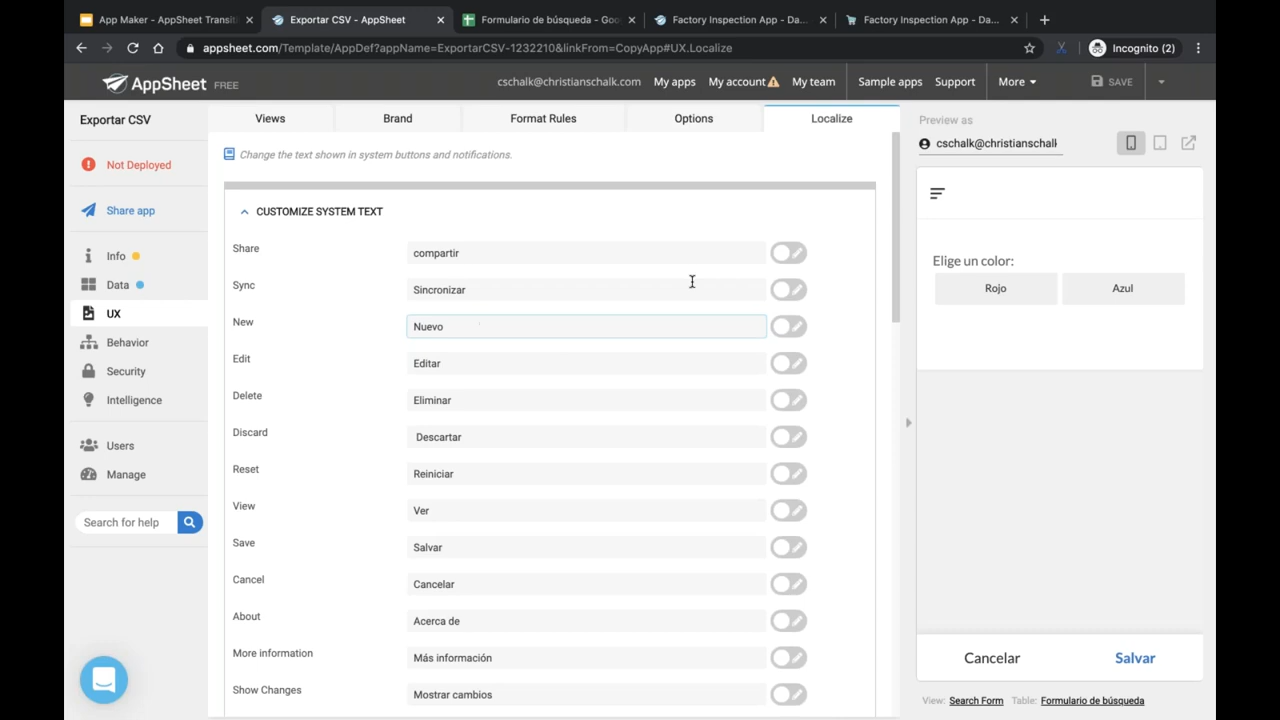 App Maker - AppSheet Transiti
Exportar CSV - AppSheet
Formulario de búsqueda - Goo
Factory Inspection App - Da...
Factory Inspection App - Da...
appsheet.com/Template/AppDef?appName=ExportarCSV-1232210&linkFrom=CopyApp#UX.Localize
Incognito (2)
AppSheet FREE
cschalk@christianschalk.com
My apps
My account
My team
Sample apps
Support
More
SAVE
Exportar CSV
Not Deployed
Share app
Info
Data
UX
Behavior
Security
Intelligence
Users
Manage
Search for help
Views
Brand
Format Rules
Options
Localize
Change the text shown in system buttons and notifications.
CUSTOMIZE SYSTEM TEXT
Share compartir
Sync Sincronizar
New Nuevo
Edit Editar
Delete Eliminar
Discard Descartar
Reset Reiniciar
View Ver
Save Salvar
Cancel Cancelar
About Acerca de
More information Más información
Show Changes Mostrar cambios
Preview as
cschalk@christianschalk
Elige un color:
Rojo Azul
Cancelar Salvar
View: Search Form Table: Formulario de búsqueda